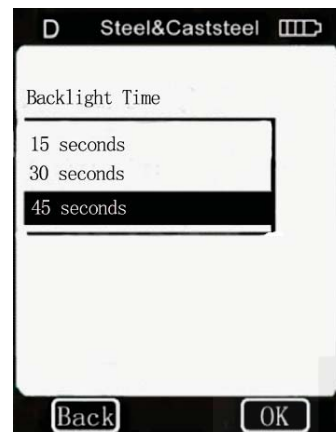 D Steel&Caststeel
Backlight Time
15 seconds
30 seconds
45 seconds
Back OK